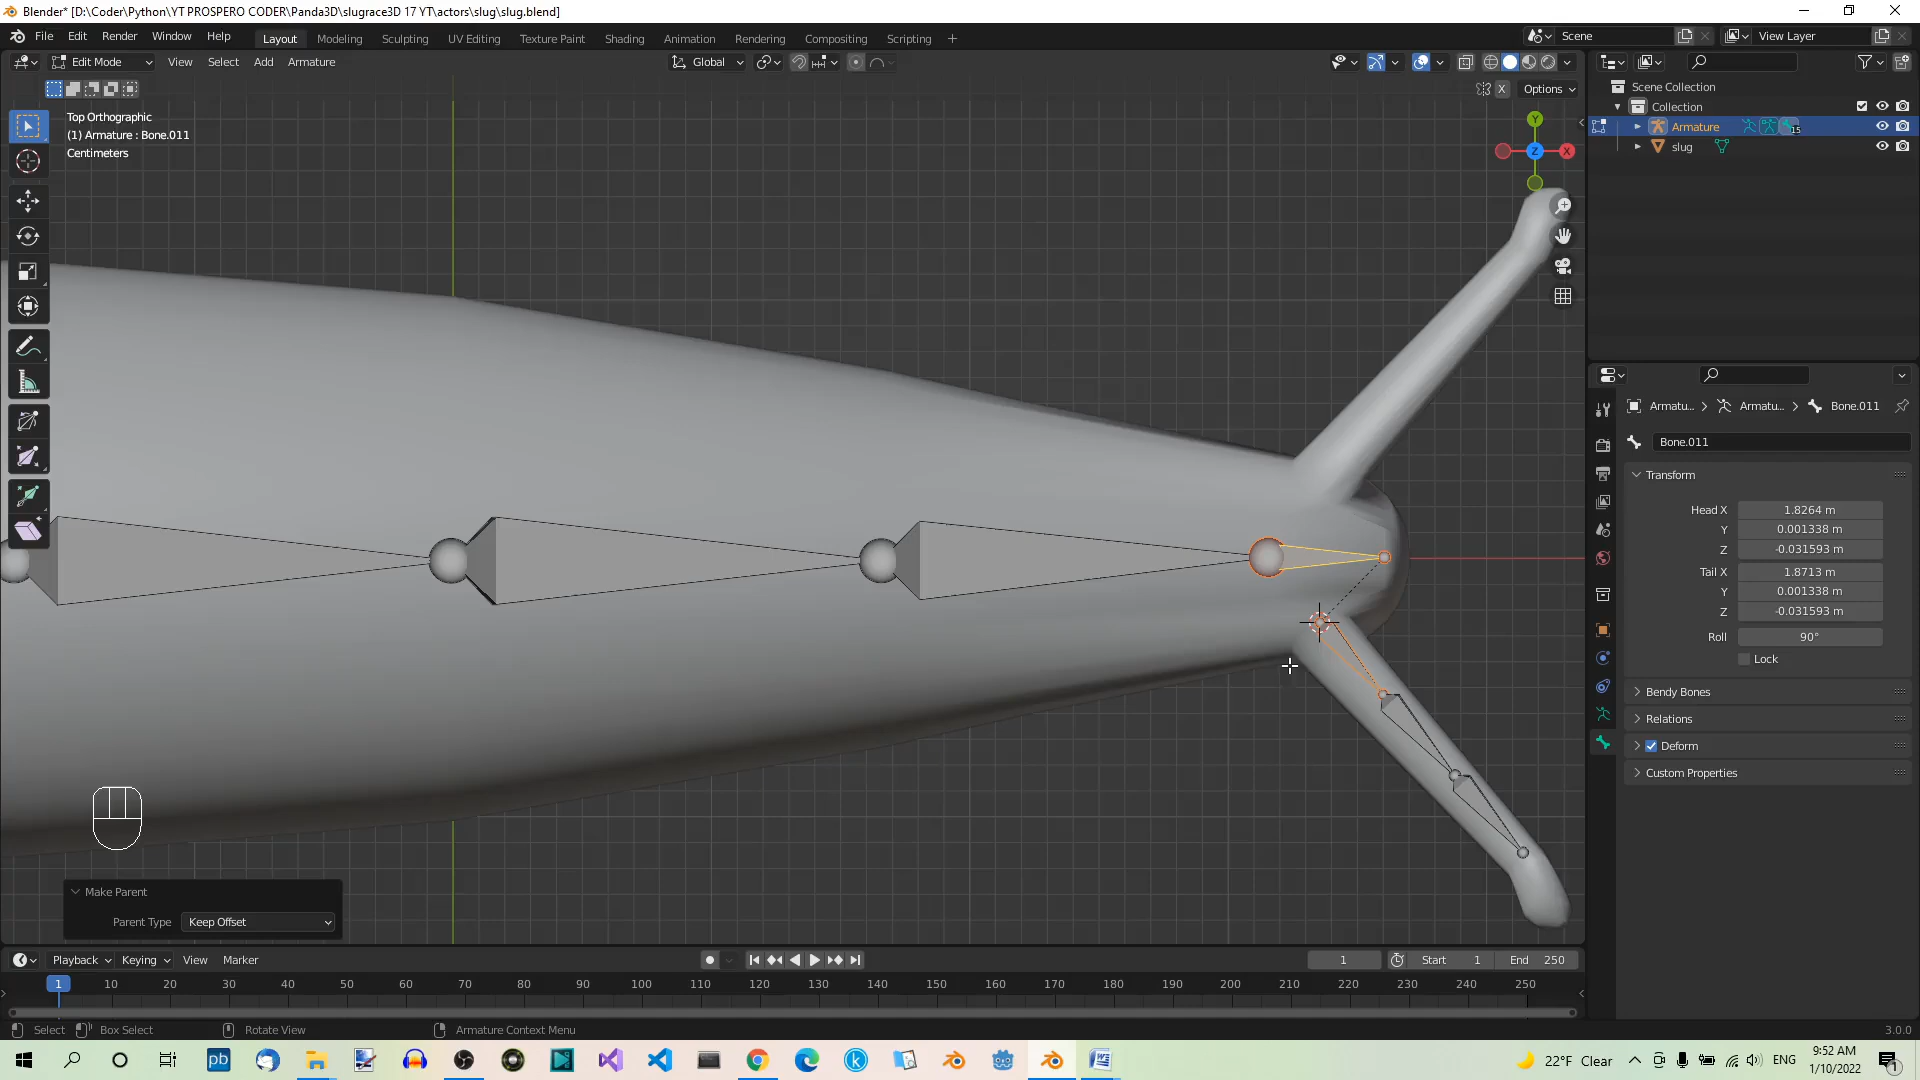 Blender* [D:\Coder\Python\YT PROSPERO CODER\Panda3D\slugrace3D 17 YT\actors\slug\slug.blend]
File Edit Render Window Help Layout Modeling Sculpting UV Editing Texture Paint Shading Animation Rendering Compositing Scripting Scene View Layer
Edit Mode View Select Add Armature Global
X Options
Top Orthographic
(1) Armature : Bone.011
Centimeters
Y
Z X
Scene Collection
Collection
Armature 15
slug
Armatu... Armatu... Bone.011
Bone.011
Transform
Head X 1.8264 m
Y 0.001338 m
Z -0.031593 m
Tail X 1.8713 m
Y 0.001338 m
Z -0.031593 m
Roll 90°
Lock
Bendy Bones
Relations
Deform
Custom Properties
Make Parent
Parent Type Keep Offset
Playback Keying View Marker 1 Start 1 End 250
1 10 20 30 40 50 60 70 80 90 100 110 120 130 140 150 160 170 180 190 200 210 220 230 240 250
Select Box Select Rotate View Armature Context Menu 3.0.0
pb 22°F Clear ENG 9:52 AM
1/10/2022 1